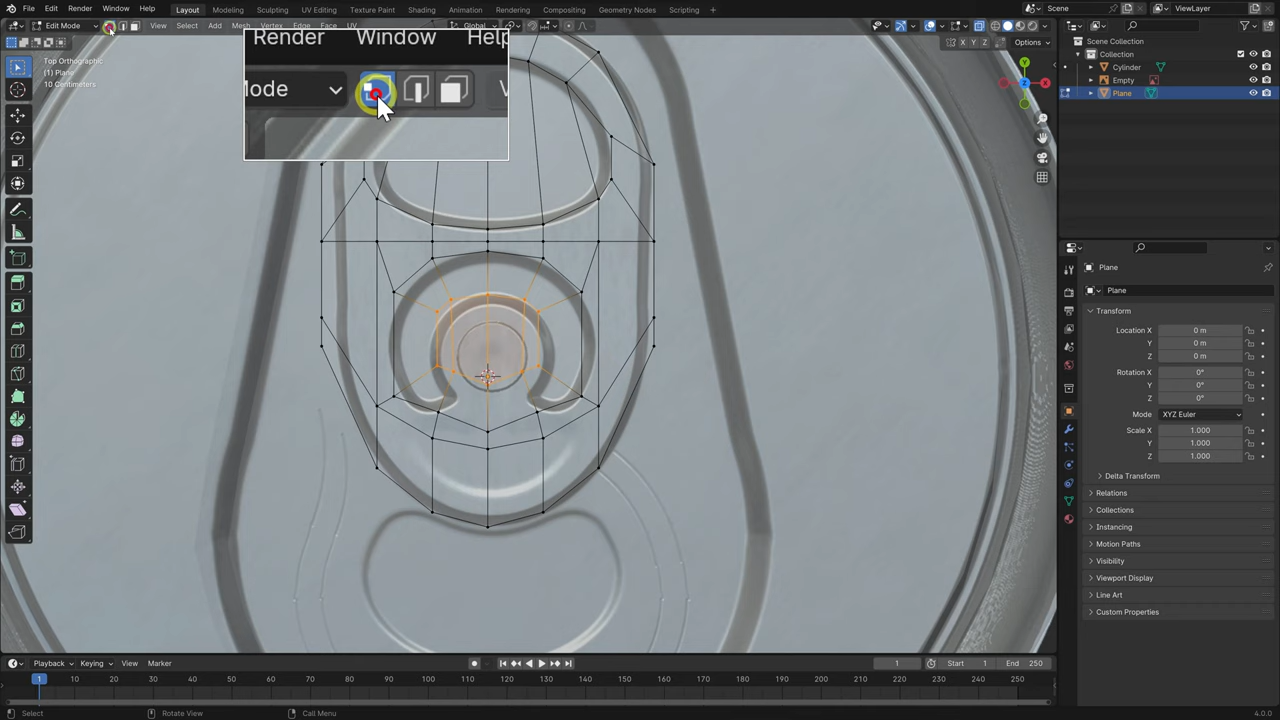 File Edit Render Window Help Layout Modeling Sculpting UV Editing Texture Paint Shading Animation Rendering Compositing Geometry Nodes Scripting Scene ViewLayer
Edit Mode View Select Add Mesh Vertex Edge Face UV Global
X Y Z Options
Render Window Help
Mode
Top Orthographic
(1) Plane
10 Centimeters
Scene Collection
Collection
Cylinder
Empty
Plane
Y
X
Z
Plane
Plane
Transform
Location X 0 m
Y 0 m
Z 0 m
Rotation X 0°
Y 0°
Z 0°
Mode XYZ Euler
Scale X 1.000
Y 1.000
Z 1.000
Delta Transform
Relations
Collections
Instancing
Motion Paths
Visibility
Viewport Display
Line Art
Custom Properties
Playback Keying View Marker 1 Start 1 End 250
1 10 20 30 40 50 60 70 80 90 100 110 120 130 140 150 160 170 180 190 200 210 220 230 240 250
Select Rotate View Call Menu 4.0.0